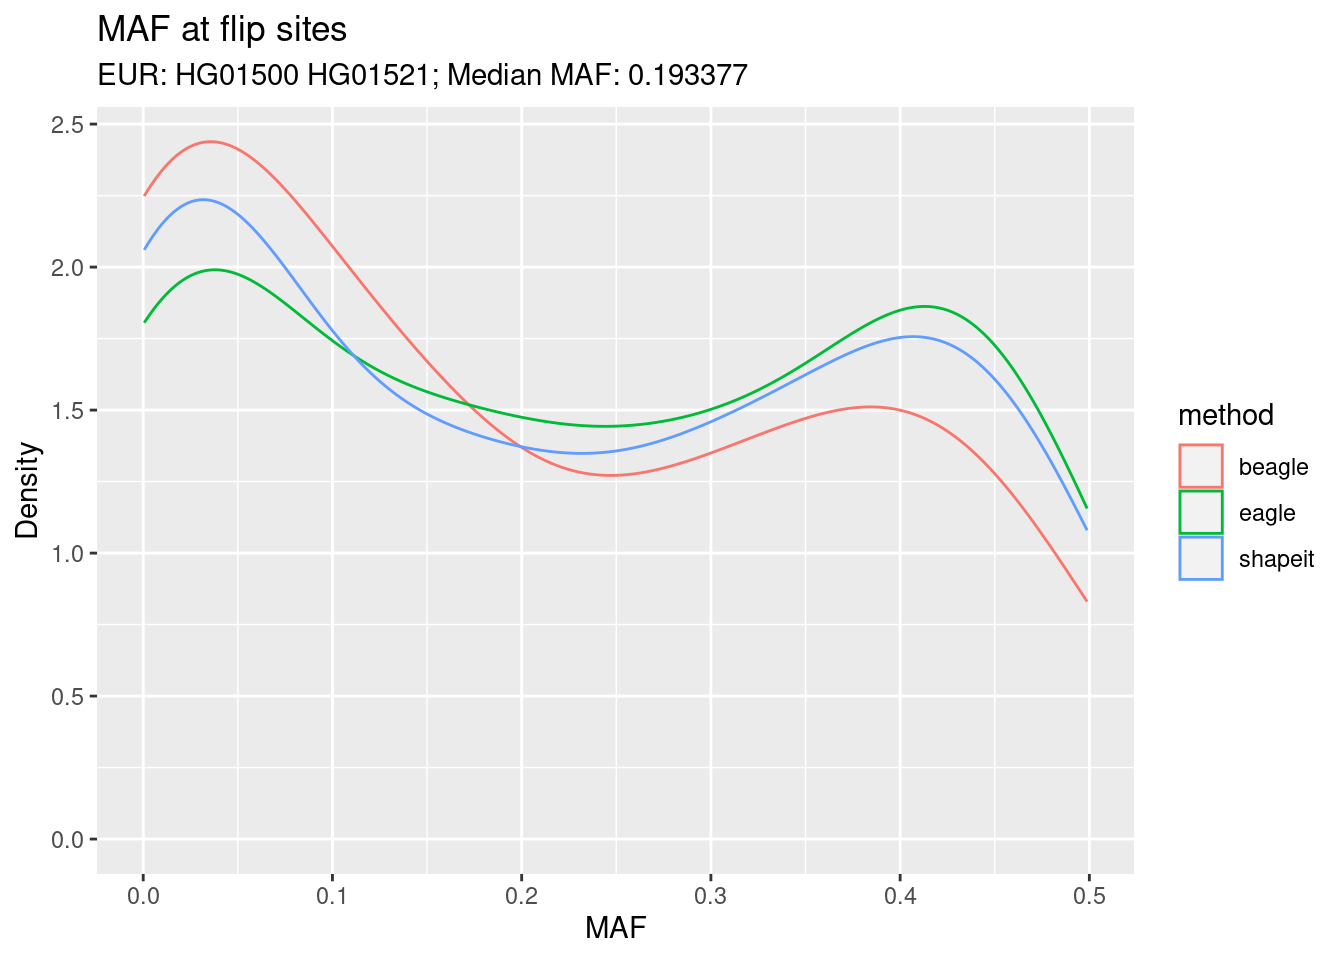 MAF at flip sites
EUR: HG01500 HG01521; Median MAF: 0.193377
2.5
2.0
1.5
1.0
0.5
0.0
Density
0.0 0.1 0.2 0.3 0.4 0.5
MAF
method
beagle
eagle
shapeit